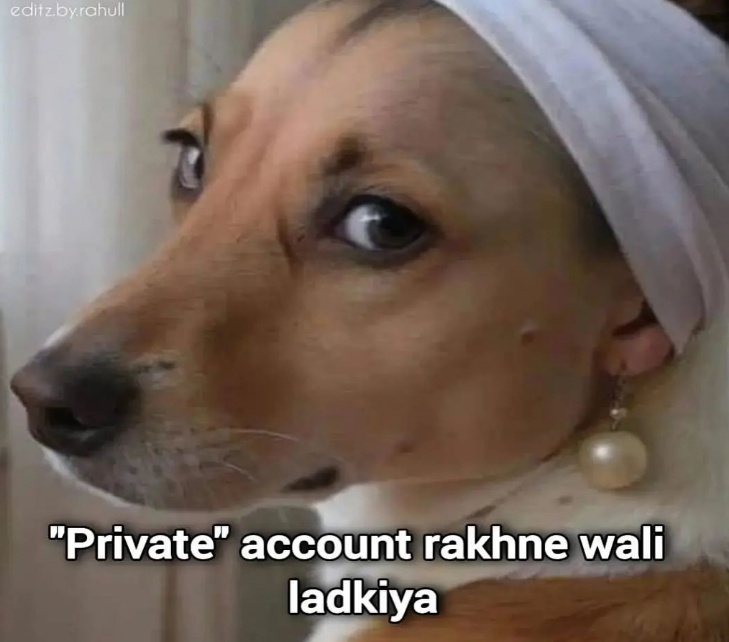 editz.by.rahull
"Private" account rakhne wali
ladkiya